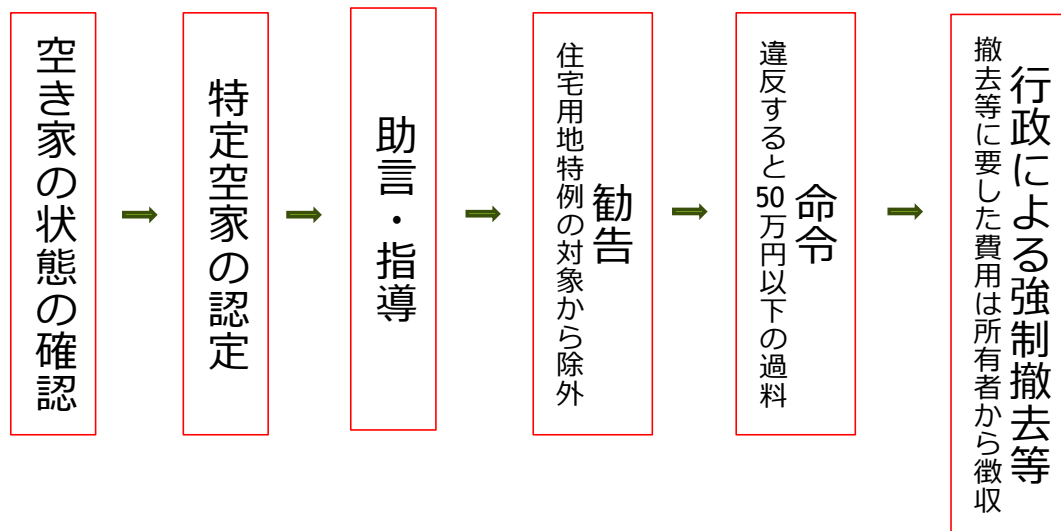 空き家の状態の確認
特定空家の認定
助言・指導
勧告
住宅用地特例の対象から除外
命令
違反すると50万円以下の過料
行政による強制撤去等
撤去等に要した費用は所有者から徴収